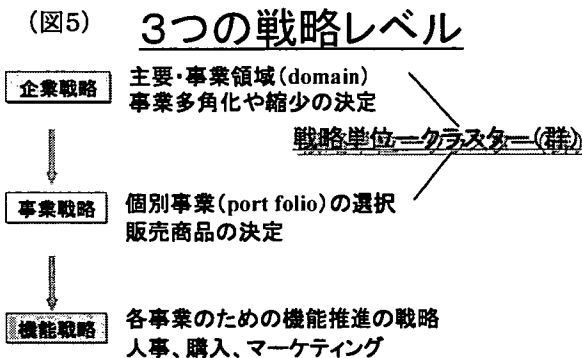 (図5) 3つの戦略レベル
企業戦略
主要・事業領域(domain)
事業多角化や縮少の決定
戦略単位ークラスター(群)
事業戦略
個別事業(port folio)の選択
販売商品の決定
機能戦略
各事業のための機能推進の戦略
人事、購入、マーケティング